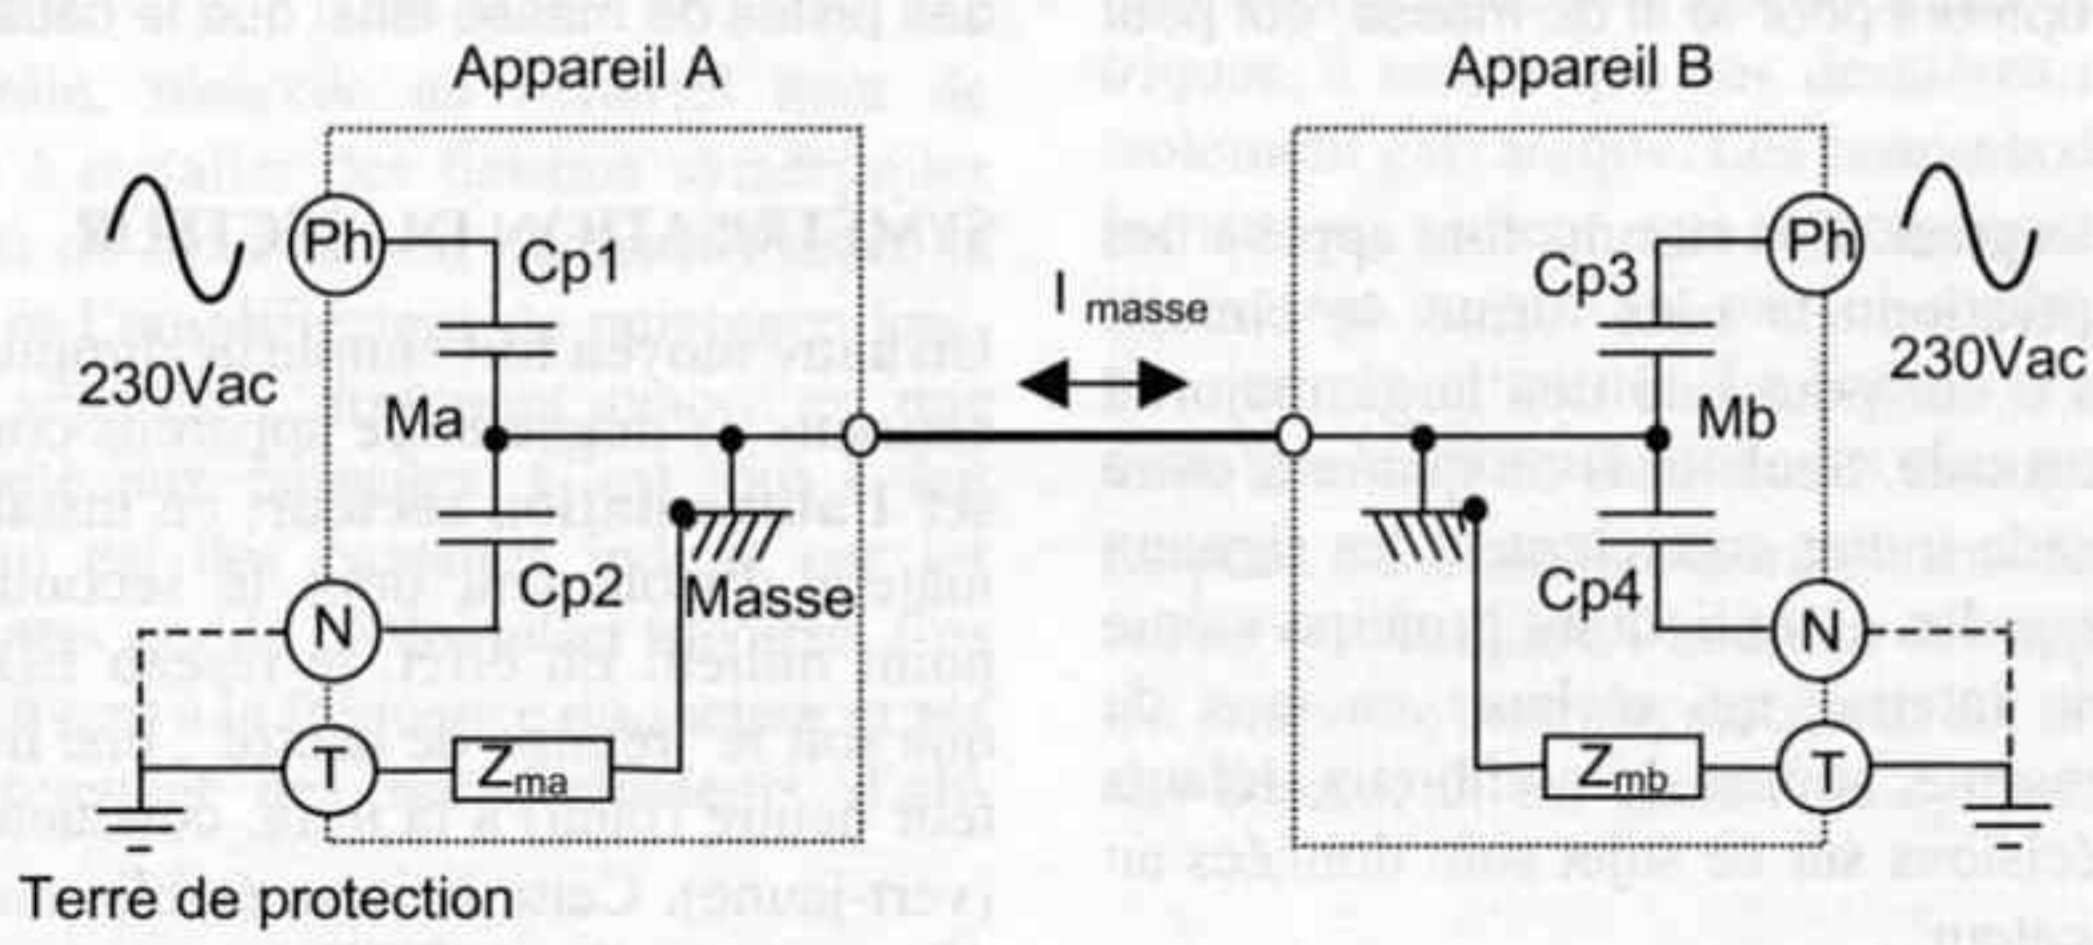 Appareil A
Appareil B
Ph
Cp1
230Vac
Ma
Cp2
Masse
N
T
Zma
Terre de protection
I masse
Ph
Cp3
230Vac
Mb
Cp4
N
Zmb
T